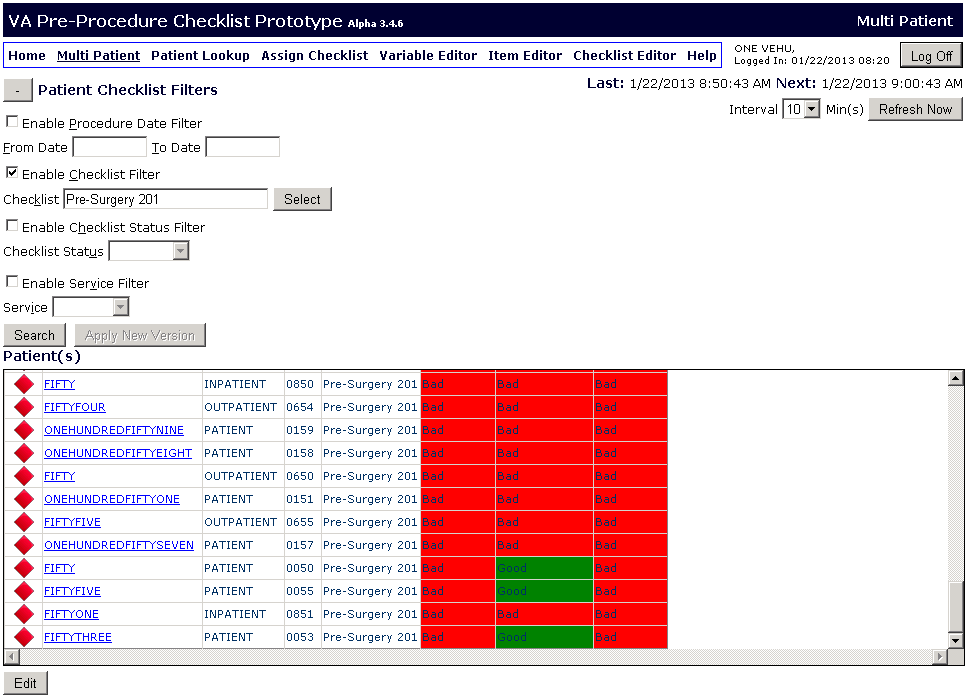 VA Pre-Procedure Checklist Prototype Alpha 3.4.6 Multi Patient
Home Multi Patient Patient Lookup Assign Checklist Variable Editor Item Editor Checklist Editor Help
ONE VEHU,
Logged In: 01/22/2013 08:20
Log Off
- Patient Checklist Filters
Last: 1/22/2013 8:50:43 AM Next: 1/22/2013 9:00:43 AM
Interval 10 Min(s) Refresh Now
Enable Procedure Date Filter
From Date To Date
Enable Checklist Filter
Checklist Pre-Surgery 201 Select
Enable Checklist Status Filter
Checklist Status
Enable Service Filter
Service
Search Apply New Version
Patient(s)
FIFTY INPATIENT 0850 Pre-Surgery 201 Bad Bad Bad
FIFTYFOUR OUTPATIENT 0654 Pre-Surgery 201 Bad Bad Bad
ONEHUNDREDFIFTYNINE PATIENT 0159 Pre-Surgery 201 Bad Bad Bad
ONEHUNDREDFIFTYEIGHT PATIENT 0158 Pre-Surgery 201 Bad Bad Bad
FIFTY OUTPATIENT 0650 Pre-Surgery 201 Bad Bad Bad
ONEHUNDREDFIFTYONE PATIENT 0151 Pre-Surgery 201 Bad Bad Bad
FIFTYFIVE OUTPATIENT 0655 Pre-Surgery 201 Bad Bad Bad
ONEHUNDREDFIFTYSEVEN PATIENT 0157 Pre-Surgery 201 Bad Bad Bad
FIFTY PATIENT 0050 Pre-Surgery 201 Bad Good Bad
FIFTYFIVE PATIENT 0055 Pre-Surgery 201 Bad Good Bad
FIFTYONE INPATIENT 0851 Pre-Surgery 201 Bad Bad Bad
FIFTYTHREE PATIENT 0053 Pre-Surgery 201 Bad Good Bad
Edit